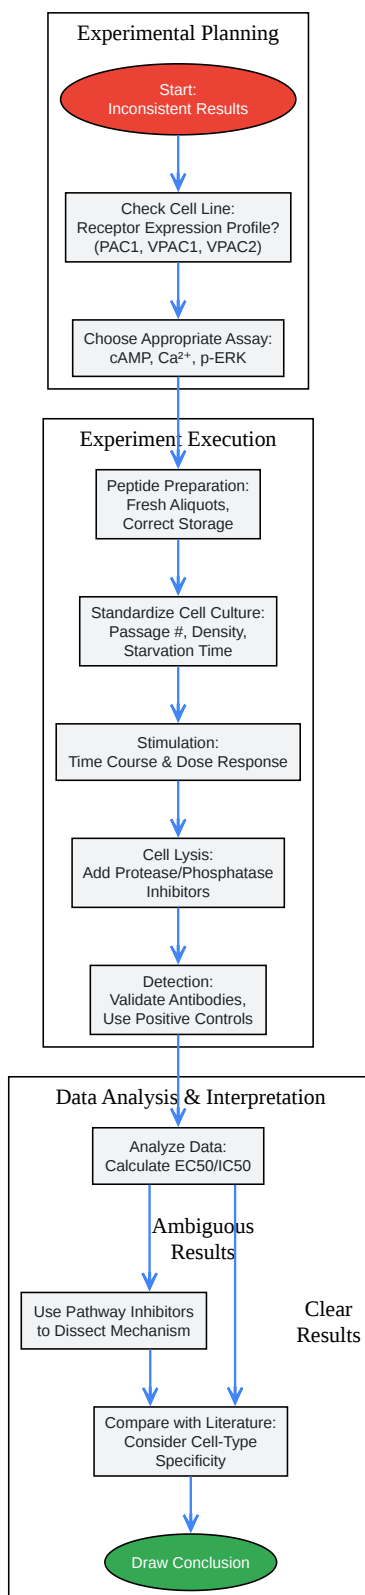 Experimental Planning
Start:
Inconsistent Results
Check Cell Line:
Receptor Expression Profile?
(PAC1, VPAC1, VPAC2)
Choose Appropriate Assay:
cAMP, Ca²⁺, p-ERK
Experiment Execution
Peptide Preparation:
Fresh Aliquots,
Correct Storage
Standardize Cell Culture:
Passage #, Density,
Starvation Time
Stimulation:
Time Course & Dose Response
Cell Lysis:
Add Protease/Phosphatase
Inhibitors
Detection:
Validate Antibodies,
Use Positive Controls
Data Analysis & Interpretation
Analyze Data:
Calculate EC50/IC50
Ambiguous
Results
Use Pathway Inhibitors
to Dissect Mechanism
Clear
Results
Compare with Literature:
Consider Cell-Type
Specificity
Draw Conclusion